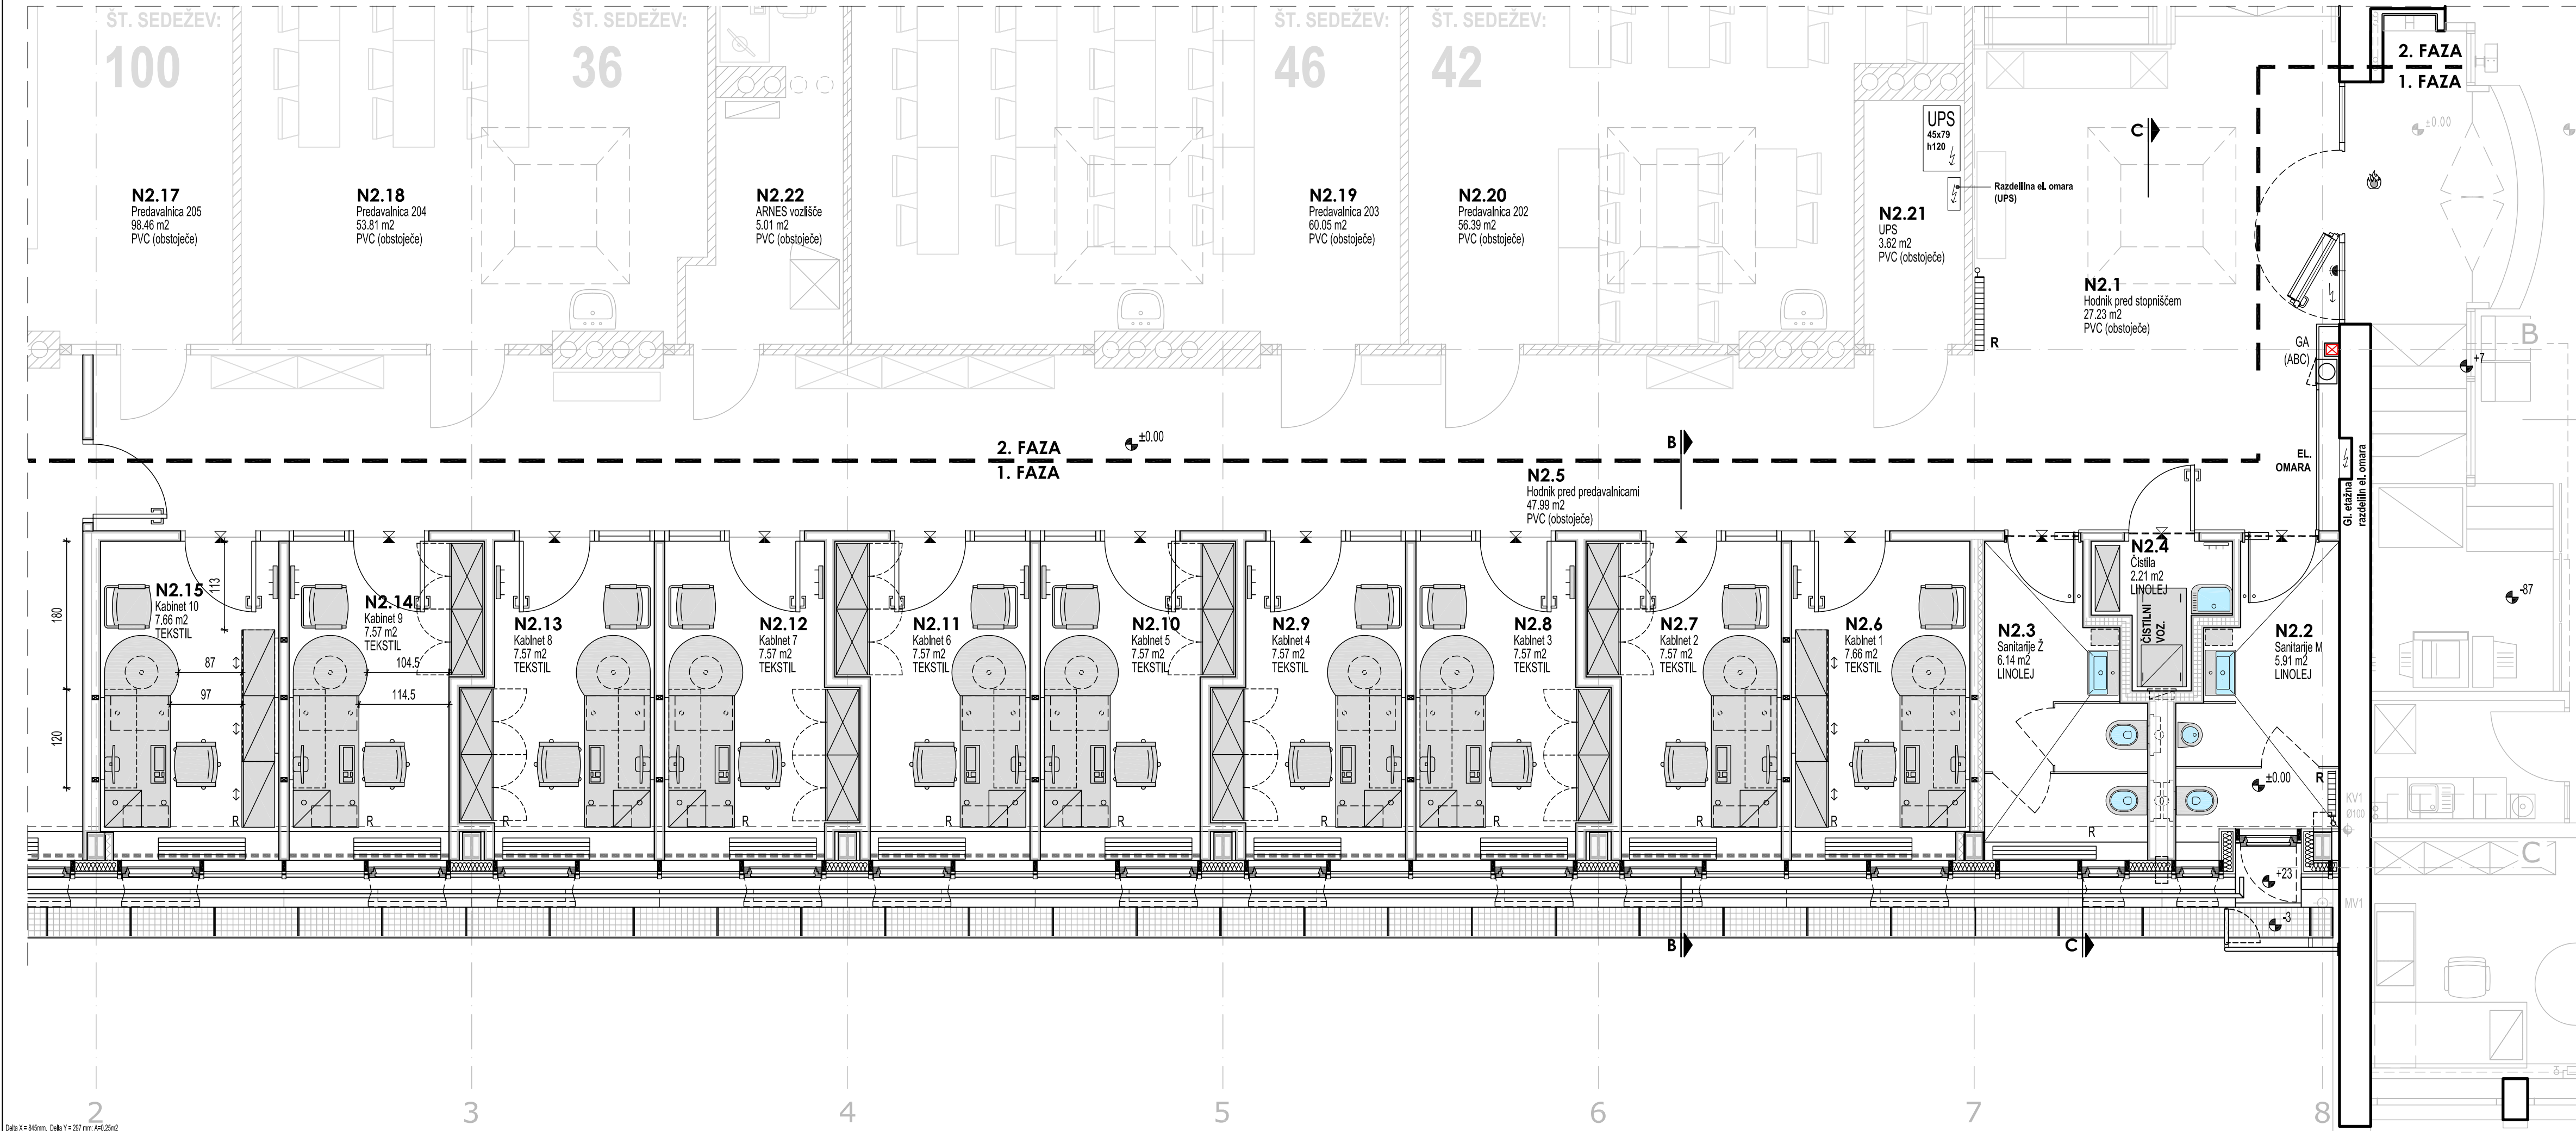 ŠT. SEDEŽEV:
100
ŠT. SEDEŽEV:
36
ŠT. SEDEŽEV:
46
ŠT. SEDEŽEV:
42
2. FAZA
1. FAZA
±0.00
C
UPS
45x79
h120
Razdelilna el. omara
(UPS)
N2.17
Predavalnica 205
98.46 m2
PVC (obstoječe)
N2.18
Predavalnica 204
53.81 m2
PVC (obstoječe)
N2.22
ARNES vozlišče
5.01 m2
PVC (obstoječe)
N2.19
Predavalnica 203
60.05 m2
PVC (obstoječe)
N2.20
Predavalnica 202
56.39 m2
PVC (obstoječe)
N2.21
UPS
3.62 m2
PVC (obstoječe)
N2.1
Hodnik pred stopniščem
27.23 m2
PVC (obstoječe)
R
GA
(ABC)
B
+7
2. FAZA
1. FAZA
±0.00
B
N2.5
Hodnik pred predavalnicami
47.99 m2
PVC (obstoječe)
EL.
OMARA
Gl. etažna
razdeliln el. omara
-87
180
120
113
N2.15
Kabinet 10
7.66 m2
TEKSTIL
87
97
N2.14
Kabinet 9
7.57 m2
TEKSTIL
104.5
114.5
N2.13
Kabinet 8
7.57 m2
TEKSTIL
N2.12
Kabinet 7
7.57 m2
TEKSTIL
N2.11
Kabinet 6
7.57 m2
TEKSTIL
N2.10
Kabinet 5
7.57 m2
TEKSTIL
N2.9
Kabinet 4
7.57 m2
TEKSTIL
N2.8
Kabinet 3
7.57 m2
TEKSTIL
N2.7
Kabinet 2
7.57 m2
TEKSTIL
N2.6
Kabinet 1
7.66 m2
TEKSTIL
N2.3
Sanitarije Ž
6.14 m2
LINOLEJ
N2.4
Čistila
2.21 m2
LINOLEJ
ČISTILNI
VOZ.
N2.2
Sanitarije M
5.91 m2
LINOLEJ
±0.00
R
KV1
Ø100
R
R
R
R
R
R
R
R
R
R
R
C
+23
MV1
-3
B
C
2
3
4
5
6
7
8
Delta X = 845mm, Delta Y = 297 mm; A=0,25m2